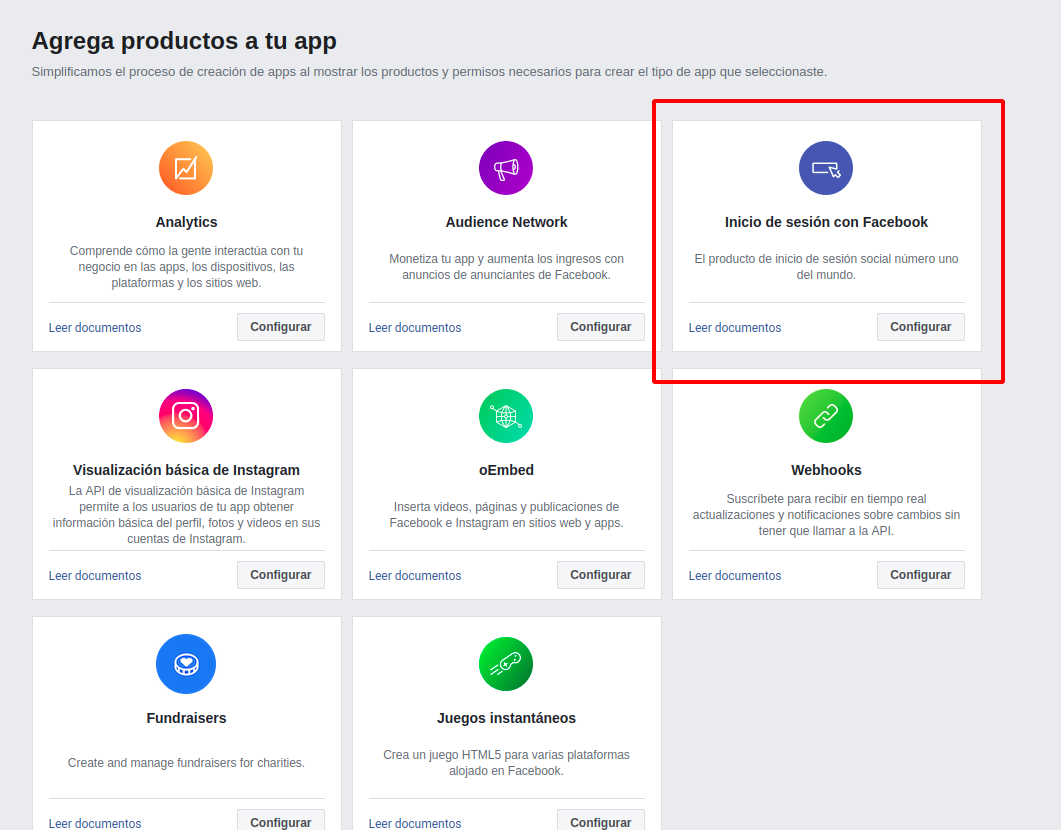 Agrega productos a tu app
Simplificamos el proceso de creación de apps al mostrar los productos y permisos necesarios para crear el tipo de app que seleccionaste.
Analytics
Comprende cómo la gente interactúa con tu
negocio en las apps, los dispositivos, las
plataformas y los sitios web.
Leer documentos
Configurar
Audience Network
Monetiza tu app y aumenta los ingresos con
anuncios de anunciantes de Facebook.
Leer documentos
Configurar
Inicio de sesión con Facebook
El producto de inicio de sesión social número uno
del mundo.
Leer documentos
Configurar
Visualización básica de Instagram
La API de visualización básica de Instagram
permite a los usuarios de tu app obtener
información básica del perfil, fotos y videos en sus
cuentas de Instagram.
Leer documentos
Configurar
oEmbed
Inserta videos, páginas y publicaciones de
Facebook e Instagram en sitios web y apps.
Leer documentos
Configurar
Webhooks
Suscríbete para recibir en tiempo real
actualizaciones y notificaciones sobre cambios sin
tener que llamar a la API.
Leer documentos
Configurar
Fundraisers
Create and manage fundraisers for charities.
Leer documentos
Configurar
Juegos instantáneos
Crea un juego HTML5 para varias plataformas
alojado en Facebook.
Leer documentos
Configurar